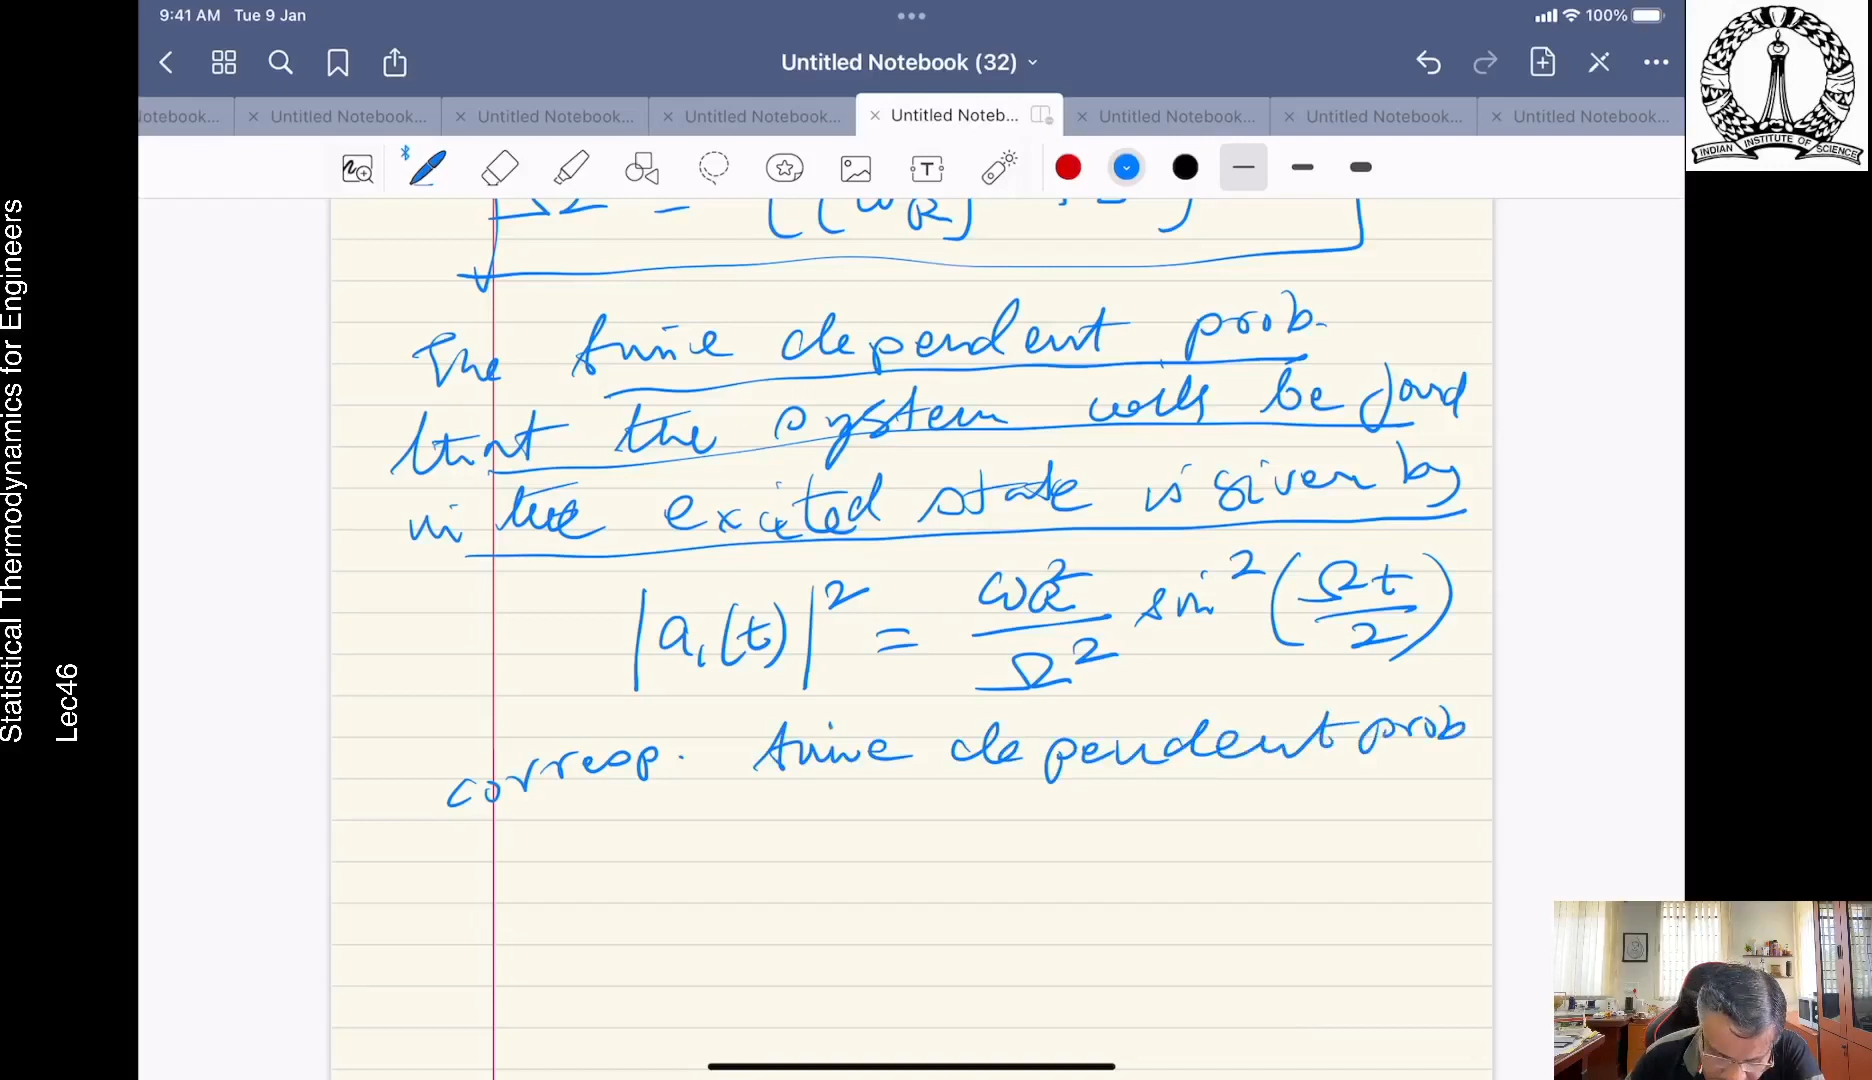 9:41 AM Tue 9 Jan
100%
Untitled Notebook (32)
otebook...
Untitled Notebook...
Untitled Notebook...
Untitled Notebook...
Untitled Noteb...
Untitled Notebook...
Untitled Notebook...
Untitled Notebook...
INDIAN INSTITUTE OF SCIENCE
Statistical Thermodynamics for Engineers
Lec46
The time dependent prob.
that the system will be found
in the excited state is given by
|a₁(t)|² = ωR²/Ω² sin² (Ωt/2)
corresp. time dependent prob